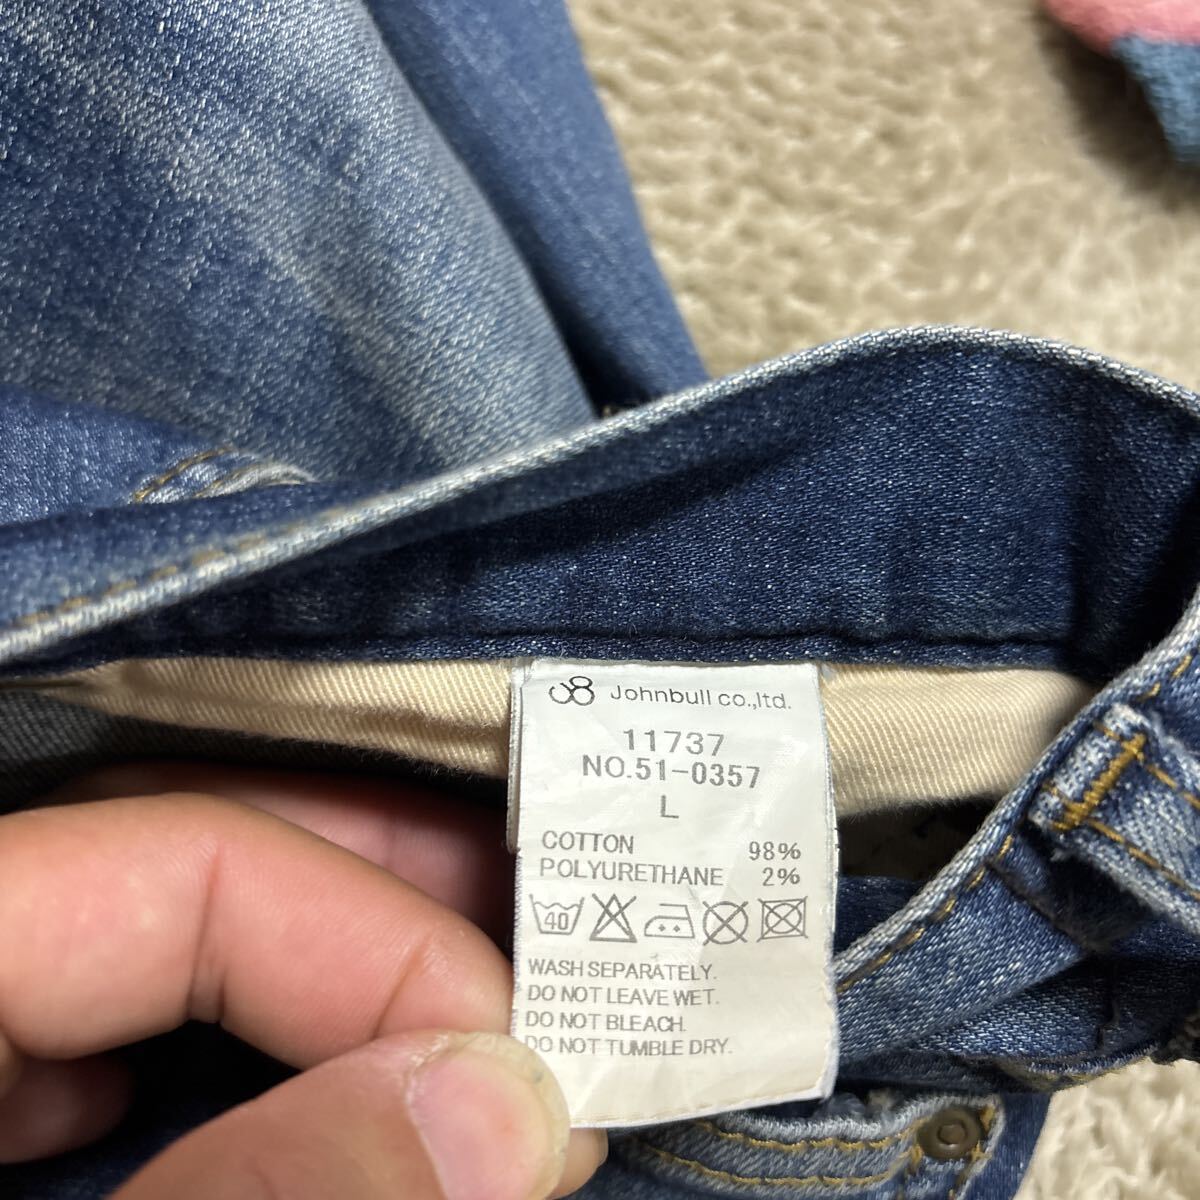 Johnbull co.,ltd.
11737
NO.51-0357
L
COTTON 98%
POLYURETHANE 2%
40
WASH SEPARATELY.
DO NOT LEAVE WET.
DO NOT BLEACH.
DO NOT TUMBLE DRY.